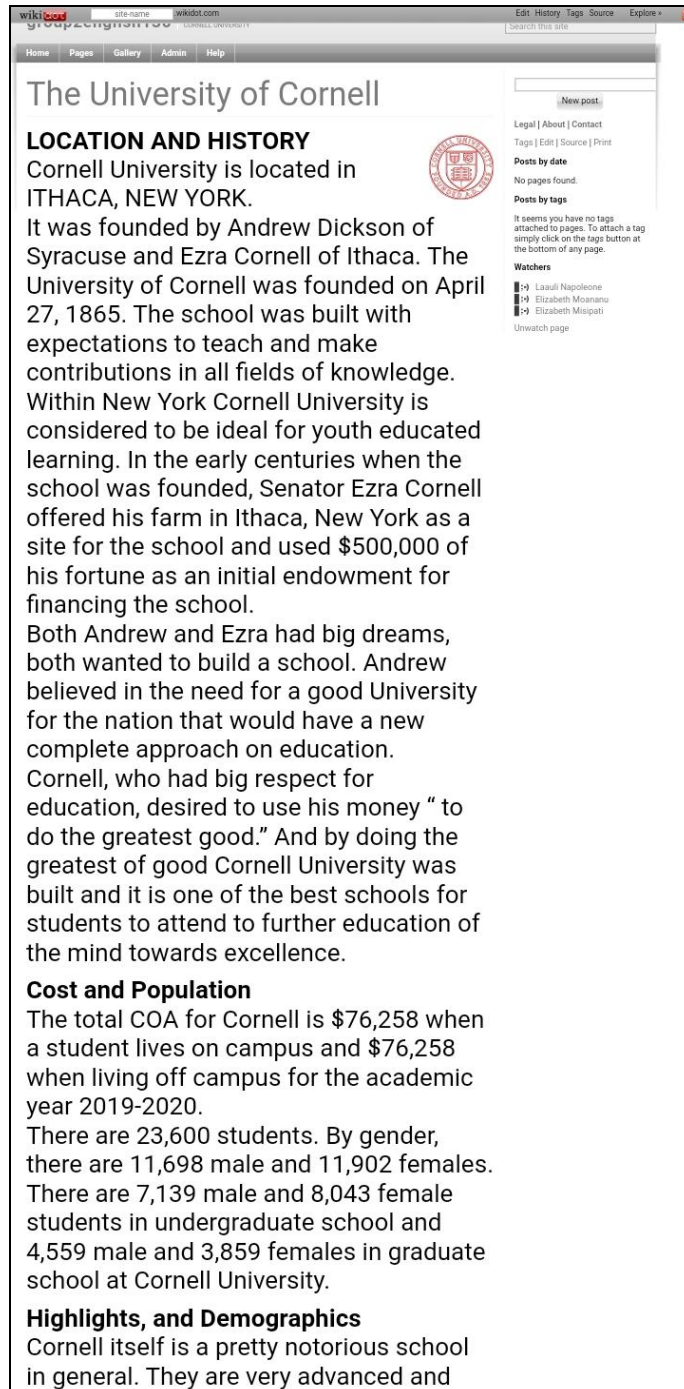 wikidot site-name .wikidot.com Edit History Tags Source Explore »
group2english150 CORNELL UNIVERSITY
Search this site
Home Pages Gallery Admin Help
The University of Cornell
LOCATION AND HISTORY
Cornell University is located in
ITHACA, NEW YORK.
It was founded by Andrew Dickson of
Syracuse and Ezra Cornell of Ithaca. The
University of Cornell was founded on April
27, 1865. The school was built with
expectations to teach and make
contributions in all fields of knowledge.
Within New York Cornell University is
considered to be ideal for youth educated
learning. In the early centuries when the
school was founded, Senator Ezra Cornell
offered his farm in Ithaca, New York as a
site for the school and used $500,000 of
his fortune as an initial endowment for
financing the school.
Both Andrew and Ezra had big dreams,
both wanted to build a school. Andrew
believed in the need for a good University
for the nation that would have a new
complete approach on education.
Cornell, who had big respect for
education, desired to use his money “ to
do the greatest good.” And by doing the
greatest of good Cornell University was
built and it is one of the best schools for
students to attend to further education of
the mind towards excellence.
Cost and Population
The total COA for Cornell is $76,258 when
a student lives on campus and $76,258
when living off campus for the academic
year 2019-2020.
There are 23,600 students. By gender,
there are 11,698 male and 11,902 females.
There are 7,139 male and 8,043 female
students in undergraduate school and
4,559 male and 3,859 females in graduate
school at Cornell University.
Highlights, and Demographics
Cornell itself is a pretty notorious school
in general. They are very advanced and
New post
Legal | About | Contact
Tags | Edit | Source | Print
Posts by date
No pages found.
Posts by tags
It seems you have no tags
attached to pages. To attach a tag
simply click on the tags button at
the bottom of any page.
Watchers
Laauli Napoleone
Elizabeth Moananu
Elizabeth Misipati
Unwatch page